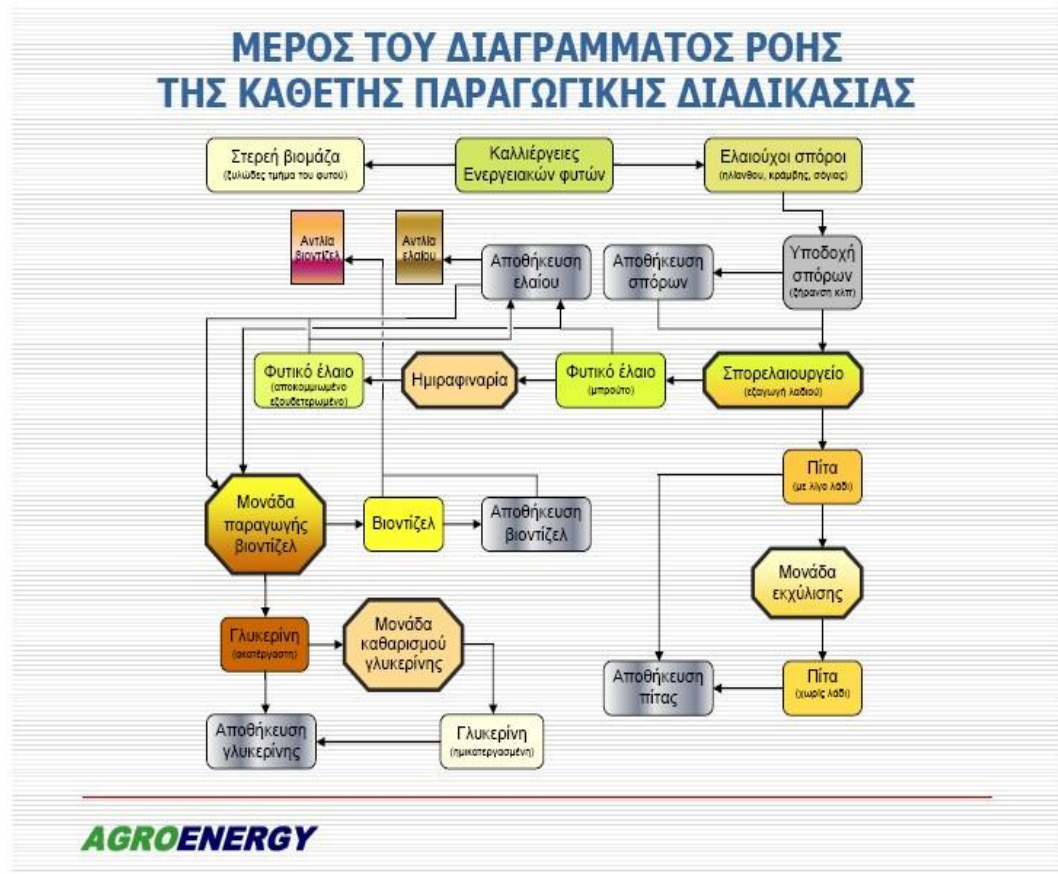 ΜΕΡΟΣ ΤΟΥ ΔΙΑΓΡΑΜΜΑΤΟΣ ΡΟΗΣ
ΤΗΣ ΚΑΘΕΤΗΣ ΠΑΡΑΓΩΓΙΚΗΣ ΔΙΑΔΙΚΑΣΙΑΣ
Στερεή βιομάζα
(ξυλώδες τμήμα του φυτού)
Καλλιέργειες
Ενεργειακών φυτών
Ελαιούχοι σπόροι
(ηλίανθου, κράμβης, σόγιας)
Αντλία
βιοντίζελ
Αντλία
ελαίου
Αποθήκευση
ελαίου
Αποθήκευση
σπόρων
Υποδοχή
σπόρων
(ξήρανση κλπ)
Φυτικό έλαιο
(αποκομμιωμένο
εξουδετερωμένο)
Ημιραφιναρία
Φυτικό έλαιο
(μπρούτο)
Σπορελαιουργείο
(εξαγωγή λαδιού)
Πίτα
(με λίγο λάδι)
Μονάδα
παραγωγής
βιοντίζελ
Βιοντίζελ
Αποθήκευση
βιοντίζελ
Μονάδα
εκχύλισης
Γλυκερίνη
(ακατέργαστη)
Μονάδα
καθαρισμού
γλυκερίνης
Αποθήκευση
πίτας
Πίτα
(χωρίς λάδι)
Αποθήκευση
γλυκερίνης
Γλυκερίνη
(ημικατεργασμένη)
AGROENERGY